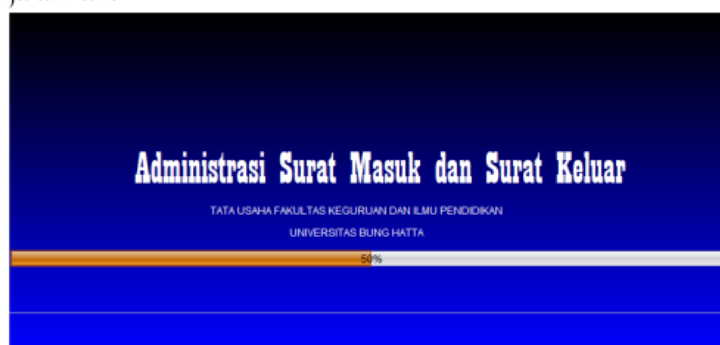 Administrasi Surat Masuk dan Surat Keluar
TATA USAHA FAKULTAS KEGURUAN DAN ILMU PENDIDIKAN
UNIVERSITAS BUNG HATTA
50%